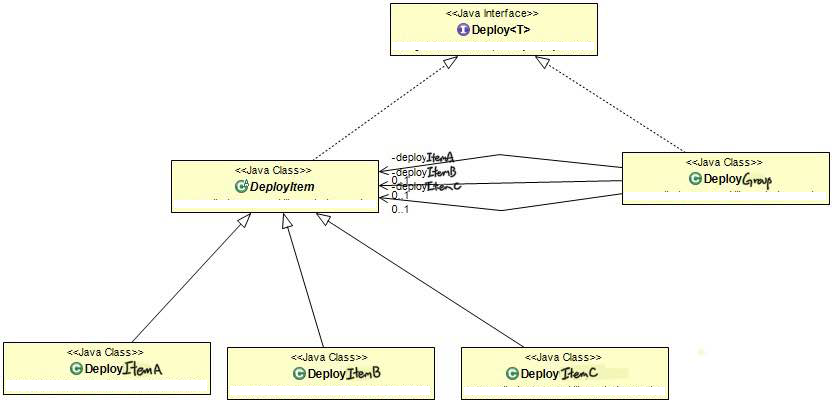 <<Java Interface>>
Deploy<T>
<<Java Class>>
DeployItem
-deployItemA
-deployItemB
0..1
-deployItemC
0..1
0..1
<<Java Class>>
DeployGroup
<<Java Class>>
DeployItemA
<<Java Class>>
DeployItemB
<<Java Class>>
DeployItemC